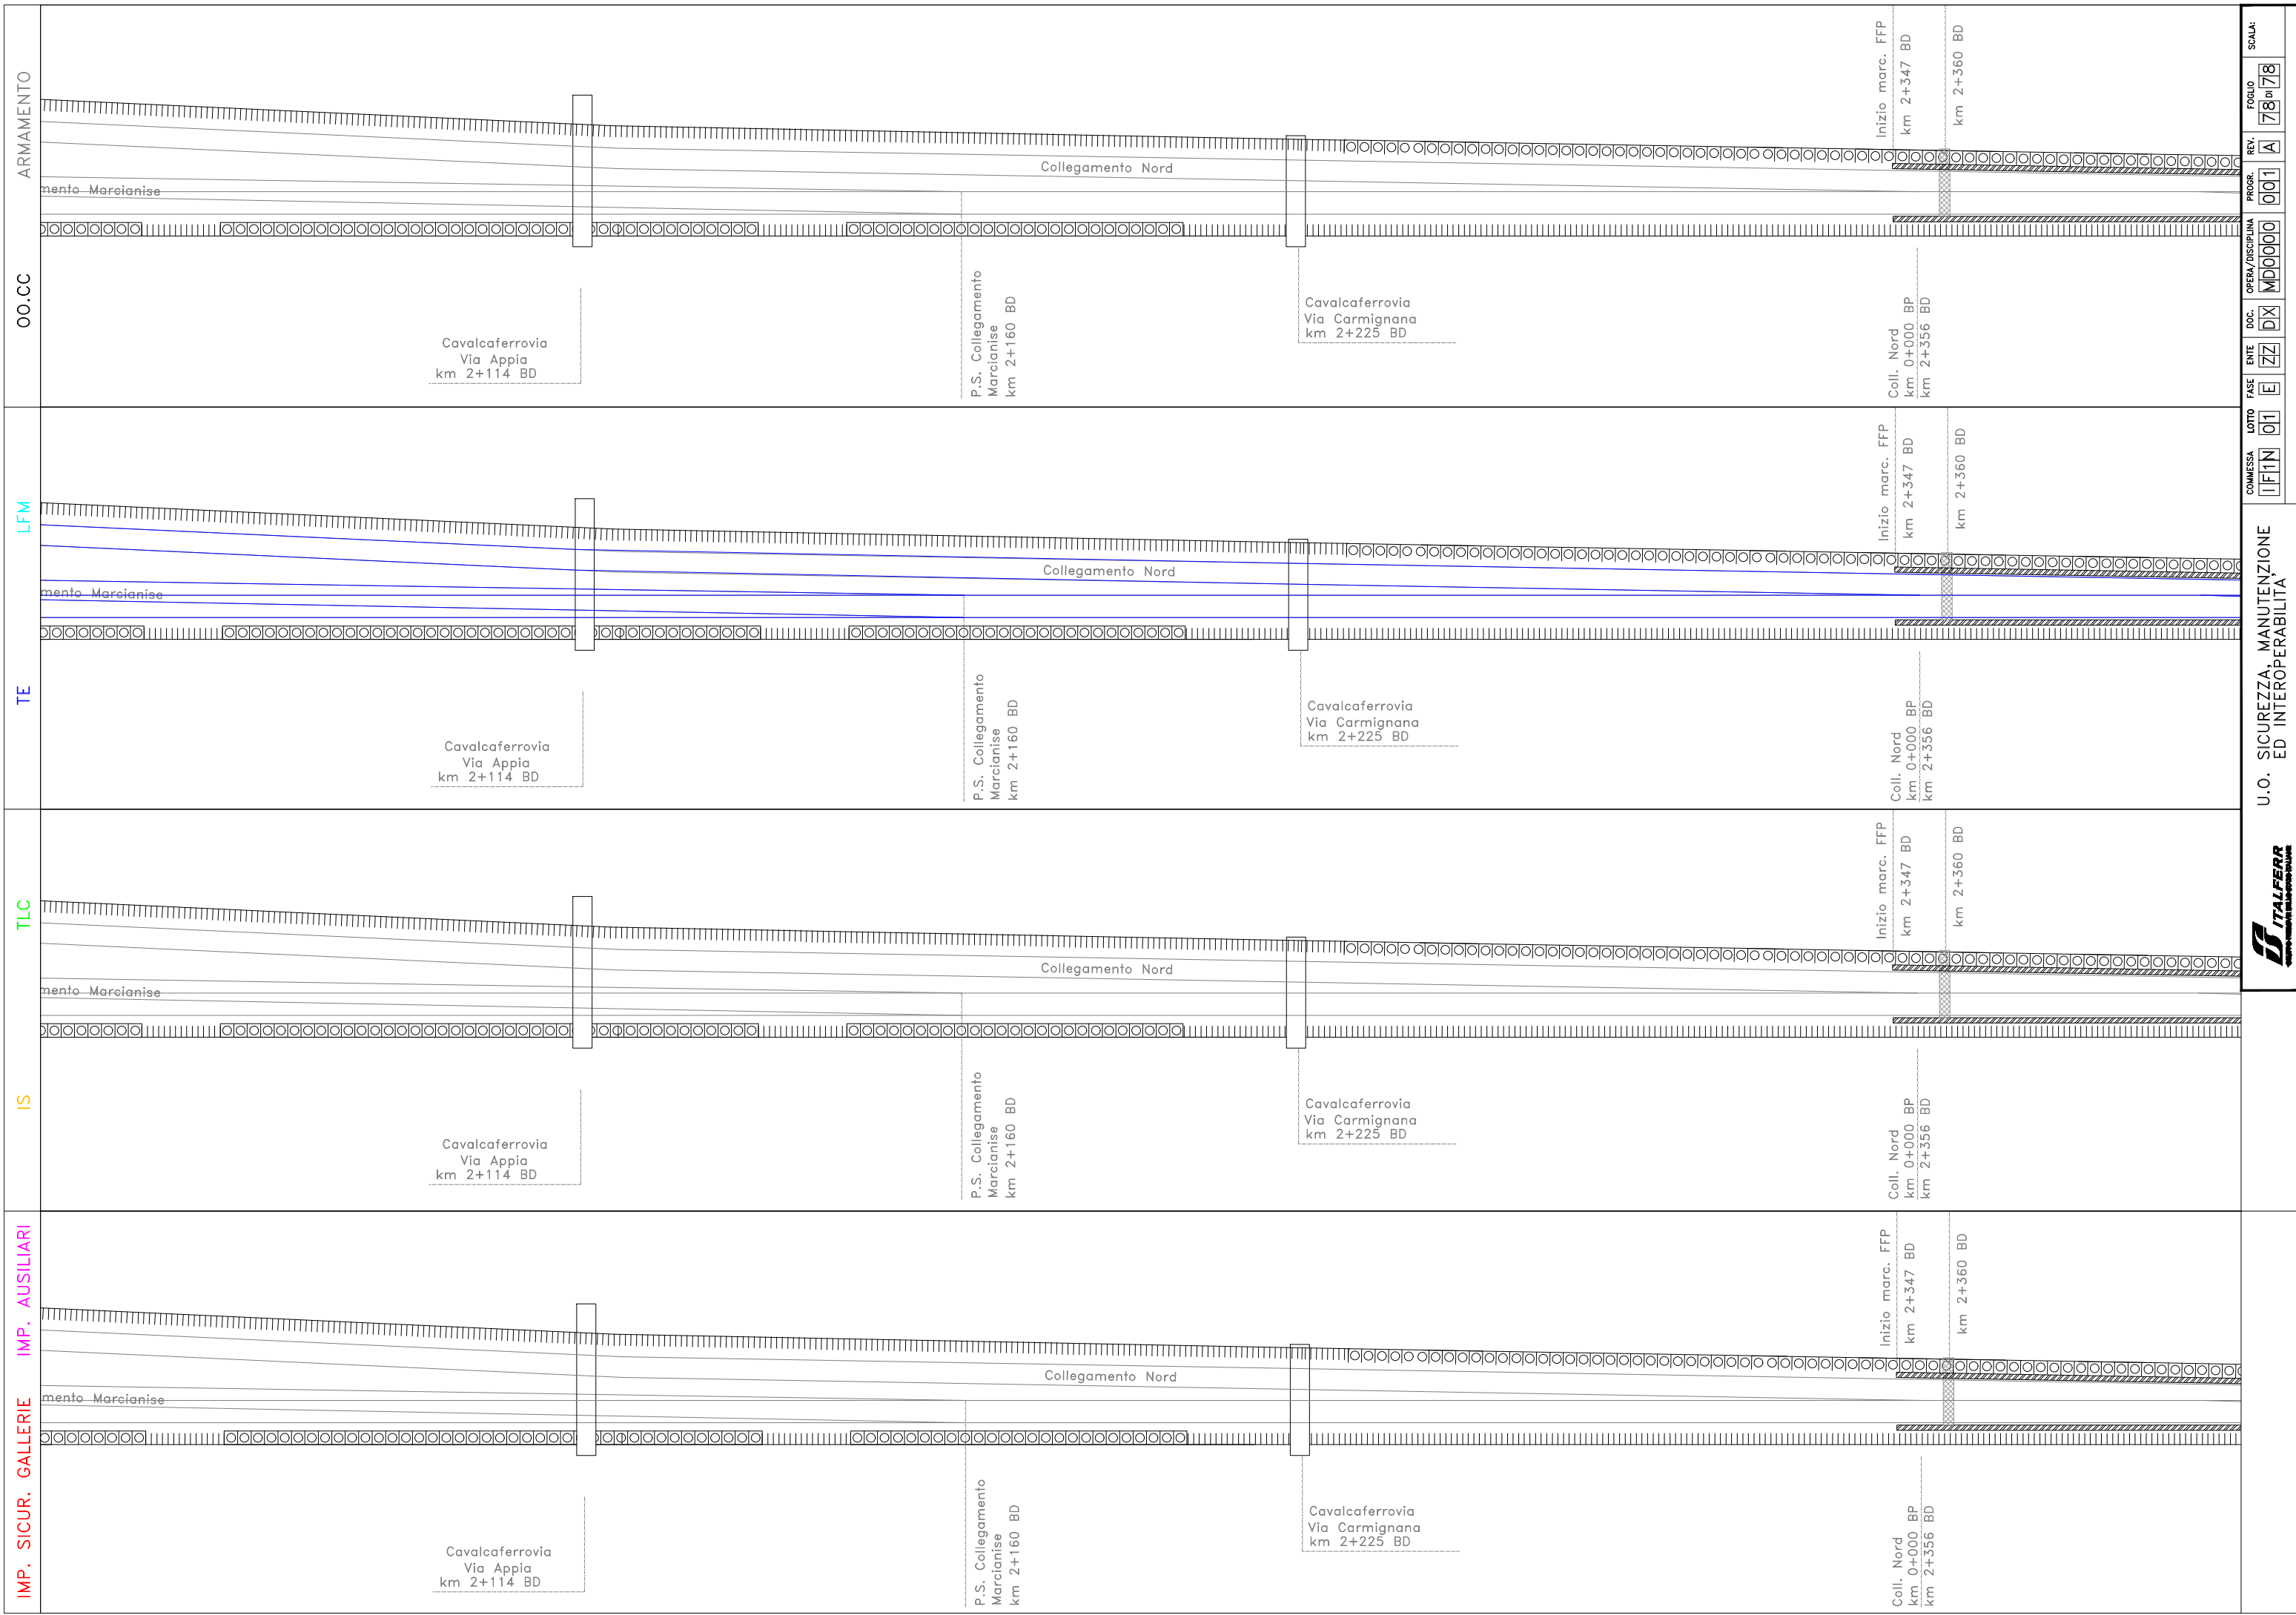 ARMAMENTO
OO.CC
mento Marcianise
Collegamento Nord
Cavalcaferrovia
Via Appia
km 2+114 BD
P.S. Collegamento
Marcianise
km 2+160 BD
Cavalcaferrovia
Via Carmignana
km 2+225 BD
Inizio marc. FFP
km 2+347 BD
km 2+360 BD
Coll. Nord
km 0+000 BP
km 2+356 BD
LFM
TE
mento Marcianise
Collegamento Nord
Cavalcaferrovia
Via Appia
km 2+114 BD
P.S. Collegamento
Marcianise
km 2+160 BD
Cavalcaferrovia
Via Carmignana
km 2+225 BD
Inizio marc. FFP
km 2+347 BD
km 2+360 BD
Coll. Nord
km 0+000 BP
km 2+356 BD
TLC
IS
mento Marcianise
Collegamento Nord
Cavalcaferrovia
Via Appia
km 2+114 BD
P.S. Collegamento
Marcianise
km 2+160 BD
Cavalcaferrovia
Via Carmignana
km 2+225 BD
Inizio marc. FFP
km 2+347 BD
km 2+360 BD
Coll. Nord
km 0+000 BP
km 2+356 BD
IMP. AUSILIARI
IMP. SICUR. GALLERIE
mento Marcianise
Collegamento Nord
Cavalcaferrovia
Via Appia
km 2+114 BD
P.S. Collegamento
Marcianise
km 2+160 BD
Cavalcaferrovia
Via Carmignana
km 2+225 BD
Inizio marc. FFP
km 2+347 BD
km 2+360 BD
Coll. Nord
km 0+000 BP
km 2+356 BD
ITALFERR
U.O. SICUREZZA, MANUTENZIONE
ED INTEROPERABILITA'
COMMESSA LOTTO FASE ENTE DOC. OPERA/DISCIPLINA PROGR. REV. FOGLIO SCALA:
IF1N 01 E ZZ DX MD0000 001 A 78 DI 78